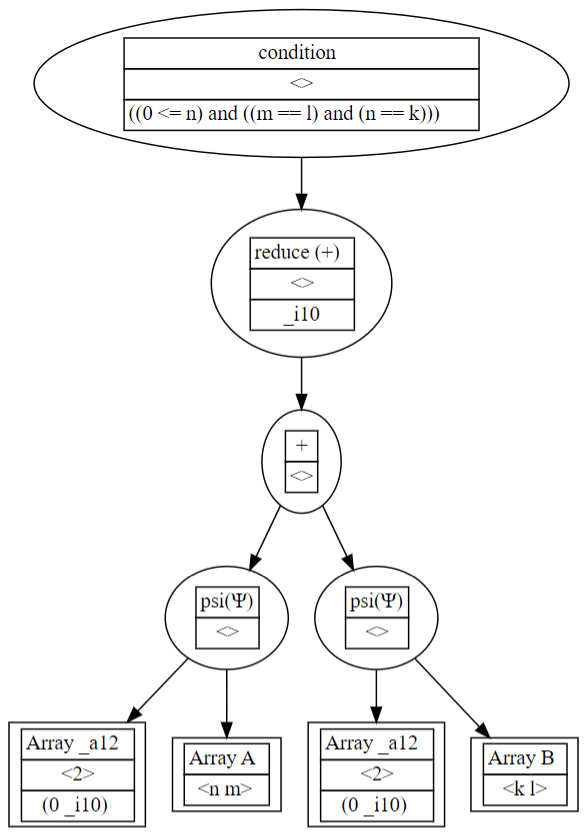 condition
<>
((0 <= n) and ((m == l) and (n == k)))
reduce (+)
<>
_i10
+
<>
psi(Ψ)
<>
psi(Ψ)
<>
Array _a12
<2>
(0 _i10)
Array A
<n m>
Array _a12
<2>
(0 _i10)
Array B
<k l>